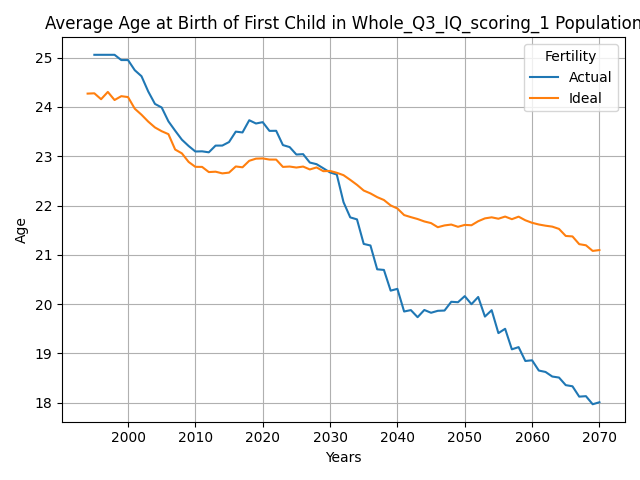 Average Age at Birth of First Child in Whole_Q3_IQ_scoring_1 Population
Fertility
Actual
Ideal
Age
25
24
23
22
21
20
19
18
2000 2010 2020 2030 2040 2050 2060 2070
Years